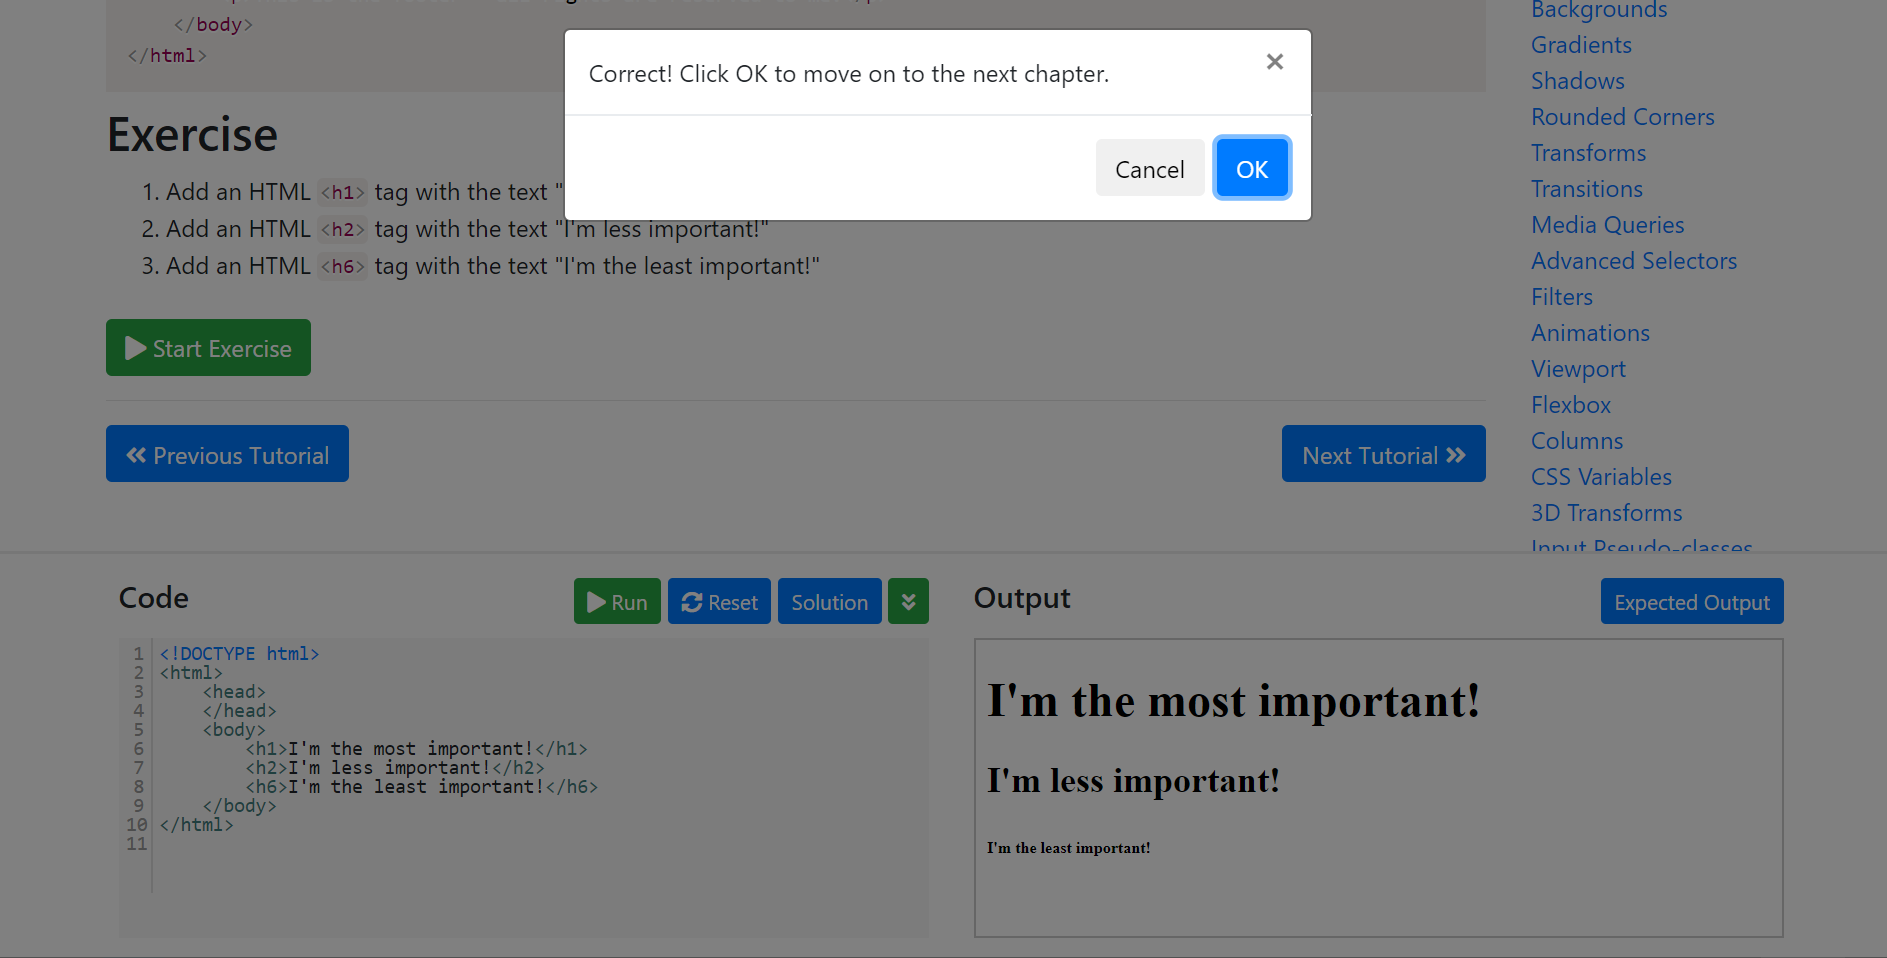 </body>
</html>
Correct! Click OK to move on to the next chapter.
×
Cancel
OK
Exercise
1. Add an HTML <h1> tag with the text "
2. Add an HTML <h2> tag with the text "I'm less important!"
3. Add an HTML <h6> tag with the text "I'm the least important!"
Start Exercise
Previous Tutorial
Next Tutorial
Backgrounds
Gradients
Shadows
Rounded Corners
Transforms
Transitions
Media Queries
Advanced Selectors
Filters
Animations
Viewport
Flexbox
Columns
CSS Variables
3D Transforms
Input Pseudo-classes
Code
Run
Reset
Solution
1 <!DOCTYPE html>
2 <html>
3 <head>
4 </head>
5 <body>
6 <h1>I'm the most important!</h1>
7 <h2>I'm less important!</h2>
8 <h6>I'm the least important!</h6>
9 </body>
10 </html>
11
Output
Expected Output
I'm the most important!
I'm less important!
I'm the least important!